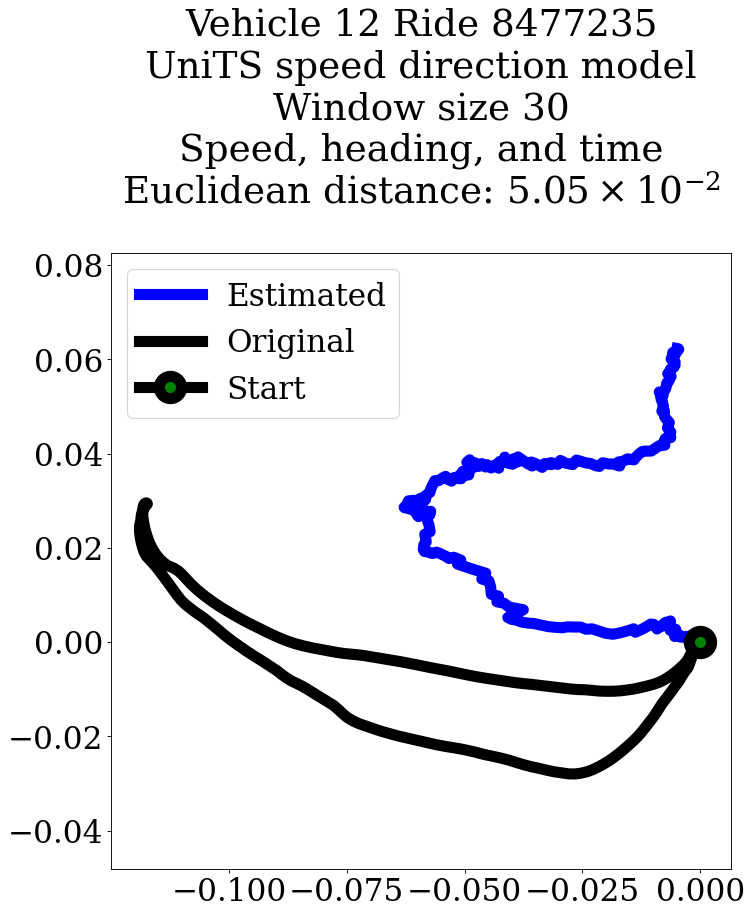 Vehicle 12 Ride 8477235
UniTS speed direction model
Window size 30
Speed, heading, and time
Euclidean distance: 5.05 × 10⁻²
0.08
Estimated
Original
Start
0.06
0.04
0.02
0.00
−0.02
−0.04
−0.100 −0.075 −0.050 −0.025 0.000